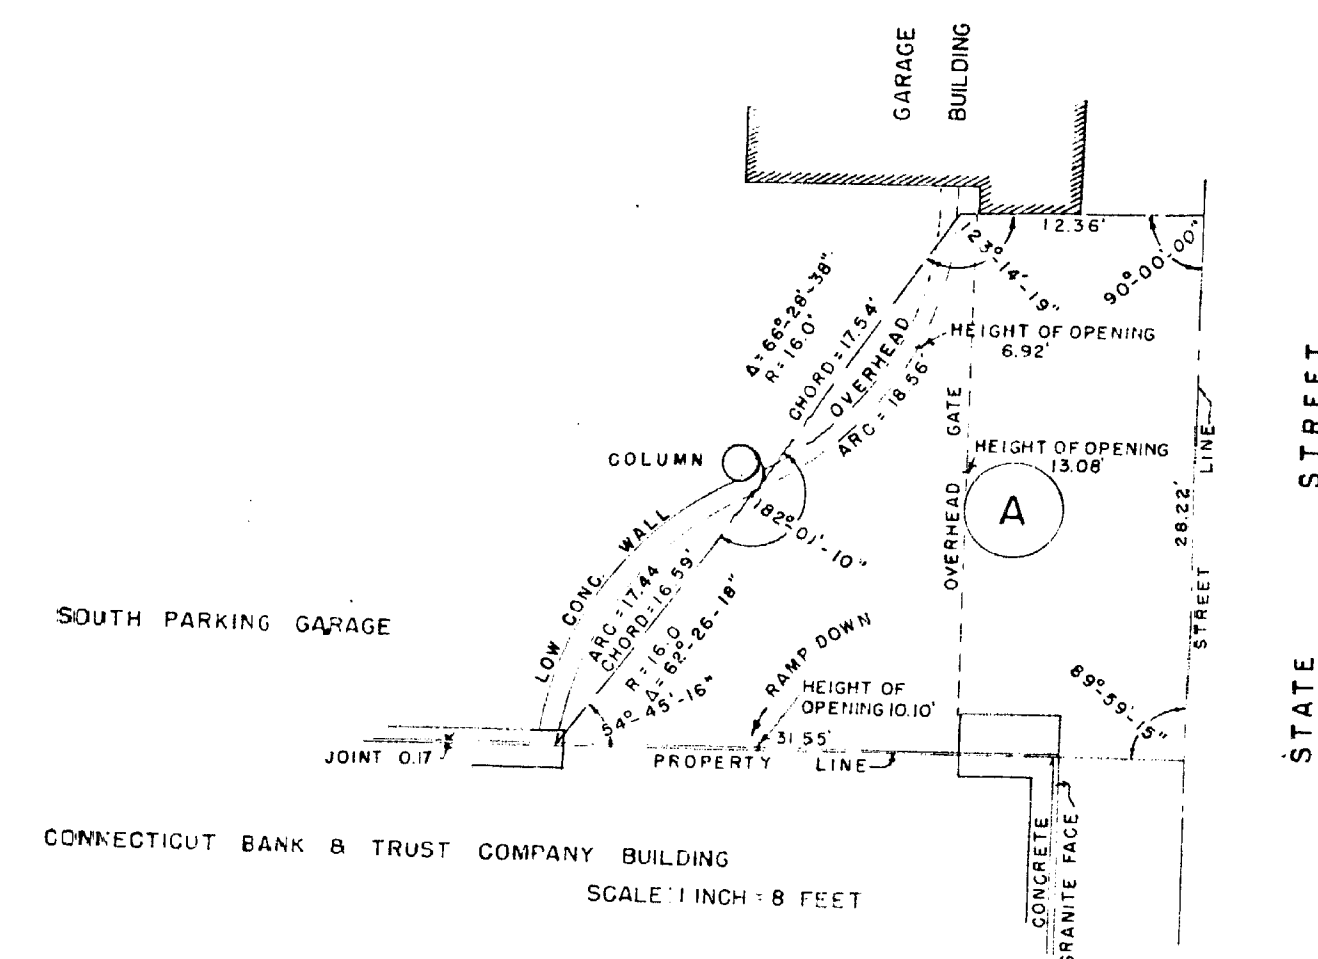 GARAGE
BUILDING
12.36'
123°-14'-19"
90°-00'-00"
Δ = 66°-28'-38"
R = 16.0'
CHORD = 17.54'
OVERHEAD
ARC = 18.56'
HEIGHT OF OPENING
6.92'
OVERHEAD GATE
HEIGHT OF OPENING
13.08'
A
STREET LINE
28.22'
STATE STREET
COLUMN
182°-01'-10"
LOW CONC. WALL
ARC = 17.44
CHORD = 16.59'
R = 16.0
Δ = 62°-26-18"
54°-45'-16"
SOUTH PARKING GARAGE
RAMP DOWN
HEIGHT OF
OPENING 10.10'
31.55'
89°-59'-15"
JOINT 0.17
PROPERTY LINE
CONNECTICUT BANK & TRUST COMPANY BUILDING
SCALE: 1 INCH = 8 FEET
CONCRETE
GRANITE FACE